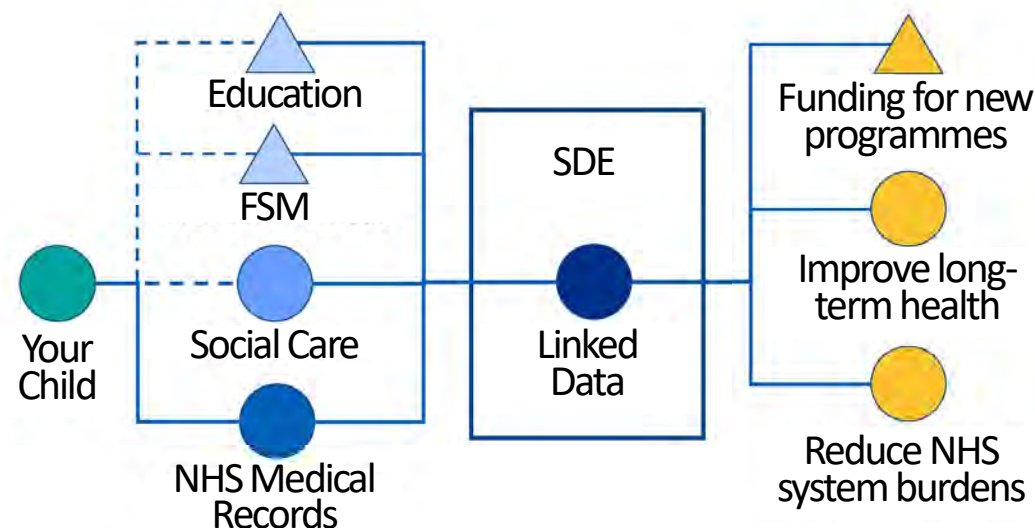 Education
FSM
Social Care
NHS Medical
Records
Your
Child
SDE
Linked
Data
Funding for new
programmes
Improve long-
term health
Reduce NHS
system burdens